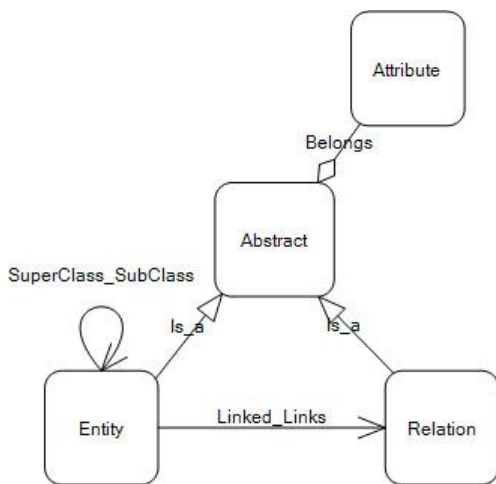 Attribute
Belongs
Abstract
SuperClass_SubClass
Is_a
Is_a
Linked_Links
Entity
Relation